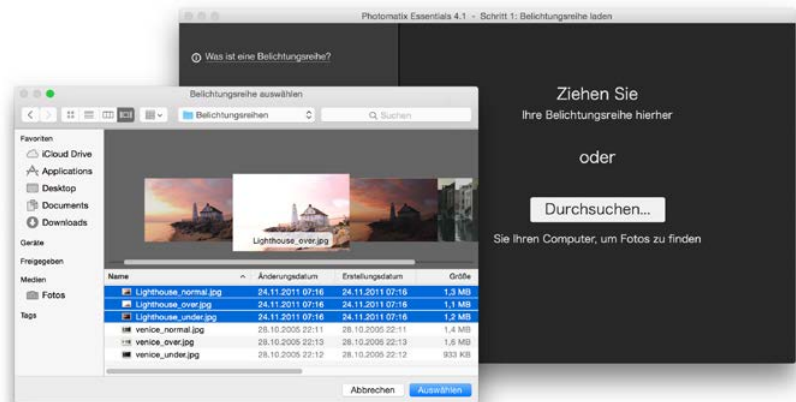 Photomatix Essentials 4.1 - Schritt 1: Belichtungsreihe laden
Was ist eine Belichtungsreihe?
Ziehen Sie
Ihre Belichtungsreihe hierher
oder
Durchsuchen...
Sie Ihren Computer, um Fotos zu finden
Belichtungsreihe auswählen
Belichtungsreihen
Suchen
Favoriten
iCloud Drive
Applications
Desktop
Documents
Downloads
Geräte
Freigegeben
Medien
Fotos
Tags
Lighthouse_over.jpg
Name Änderungsdatum Erstellungsdatum Größe
Lighthouse_normal.jpg 24.11.2011 07:16 24.11.2011 07:16 1,3 MB
Lighthouse_over.jpg 24.11.2011 07:16 24.11.2011 07:16 1,1 MB
Lighthouse_under.jpg 24.11.2011 07:16 24.11.2011 07:16 1,2 MB
venice_normal.jpg 28.10.2005 22:11 28.10.2005 22:11 1,4 MB
venice_over.jpg 28.10.2005 22:13 28.10.2005 22:13 1,6 MB
venice_under.jpg 28.10.2005 22:12 28.10.2005 22:12 933 KB
Abbrechen Auswählen